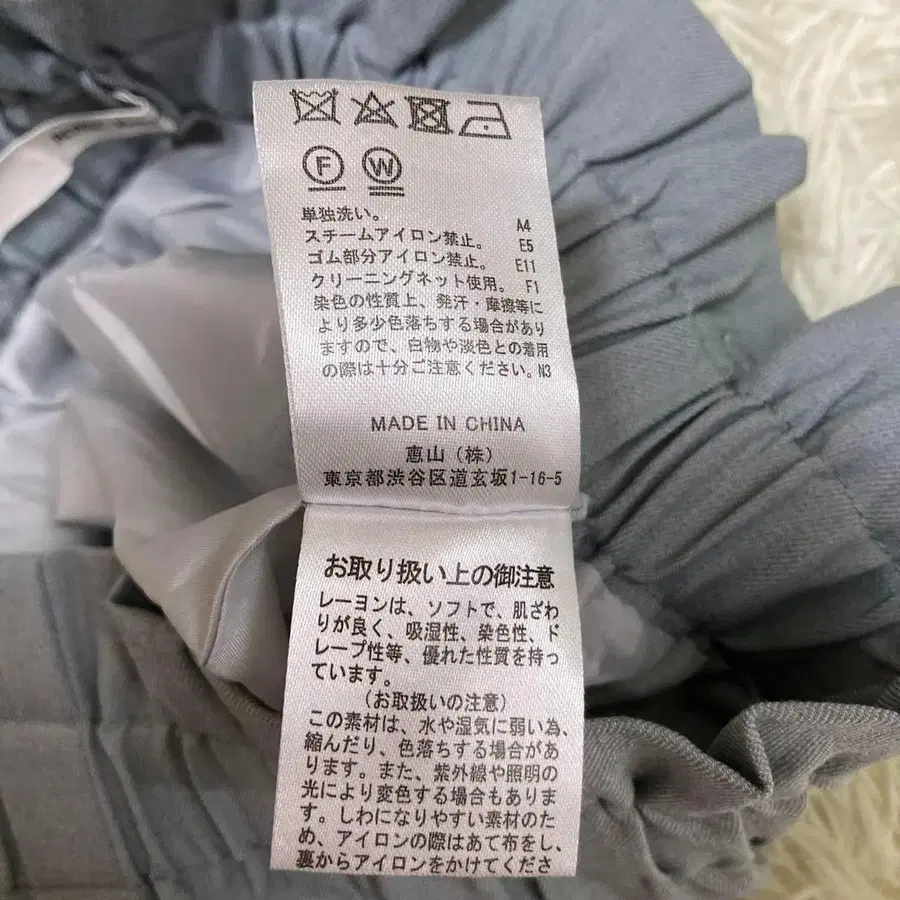 F W
単独洗い。 A4
スチームアイロン禁止。 E5
ゴム部分アイロン禁止。 E11
クリーニングネット使用。 F1
染色の性質上、発汗・摩擦等に
より多少色落ちする場合があり
ますので、白物や淡色との着用
の際は十分ご注意ください。N3
MADE IN CHINA
恵山（株）
東京都渋谷区道玄坂1-16-5
お取り扱い上の御注意
レーヨンは、ソフトで、肌ざわ
りが良く、吸湿性、染色性、ド
レープ性等、優れた性質を持っ
ています。
（お取扱いの注意）
この素材は、水や湿気に弱い為、
縮んだり、色落ちする場合があ
ります。また、紫外線や照明の
光により変色する場合もありま
す。しわになりやすい素材のた
め、アイロンの際はあて布をし、
裏からアイロンをかけてくださ